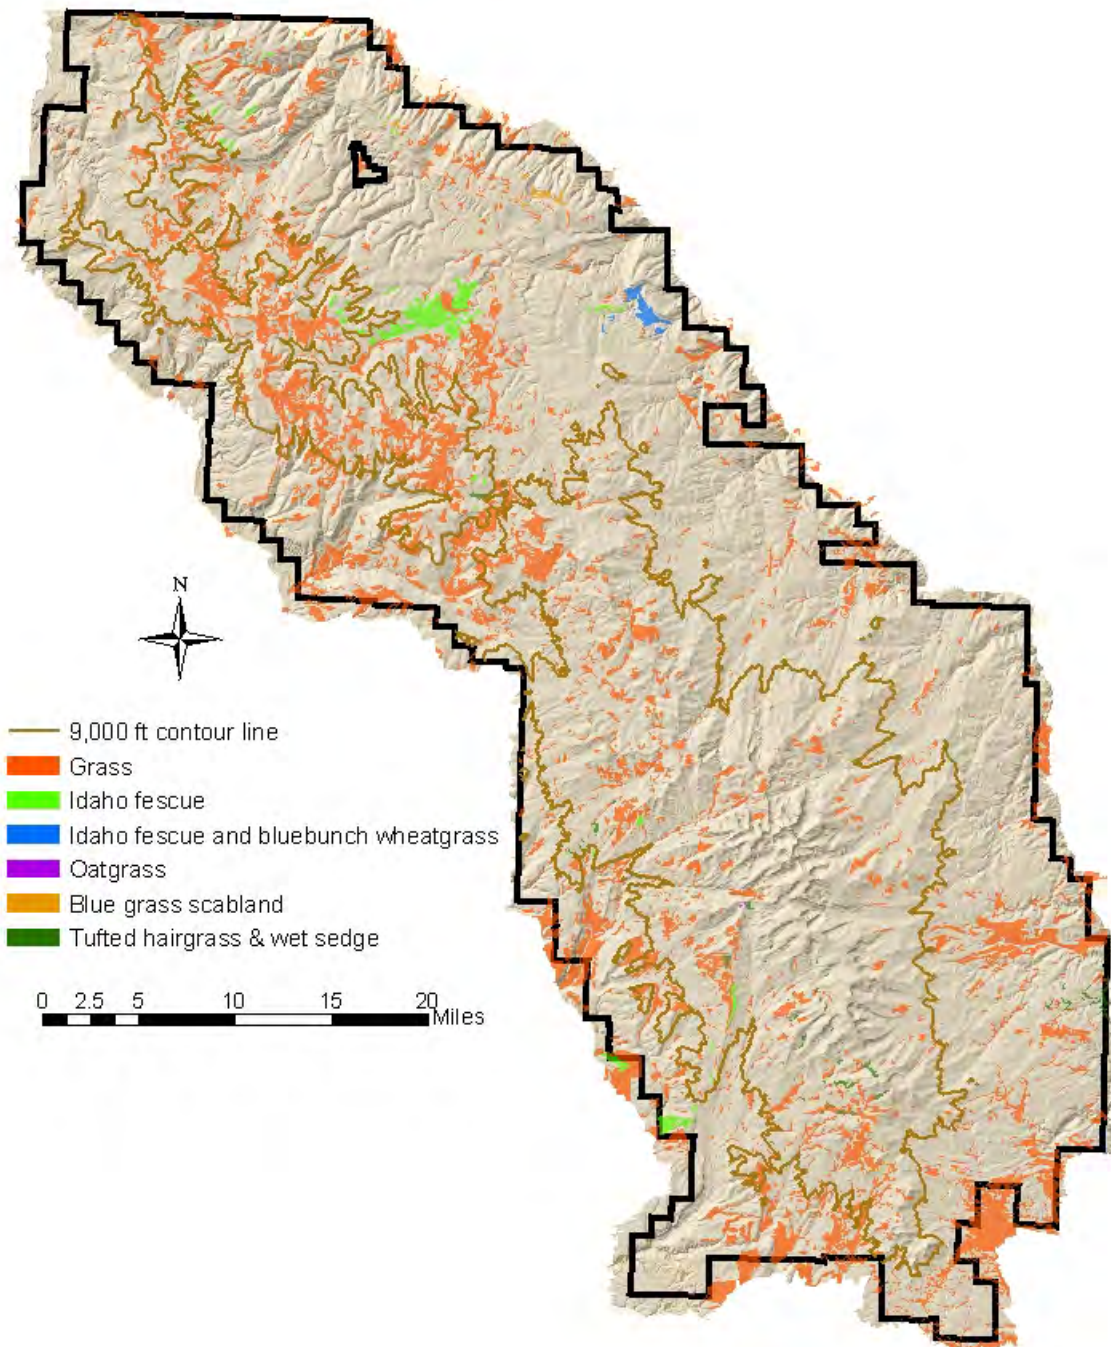 N
9,000 ft contour line
Grass
Idaho fescue
Idaho fescue and bluebunch wheatgrass
Oatgrass
Blue grass scabland
Tufted hairgrass & wet sedge
0 2.5 5 10 15 20
Miles